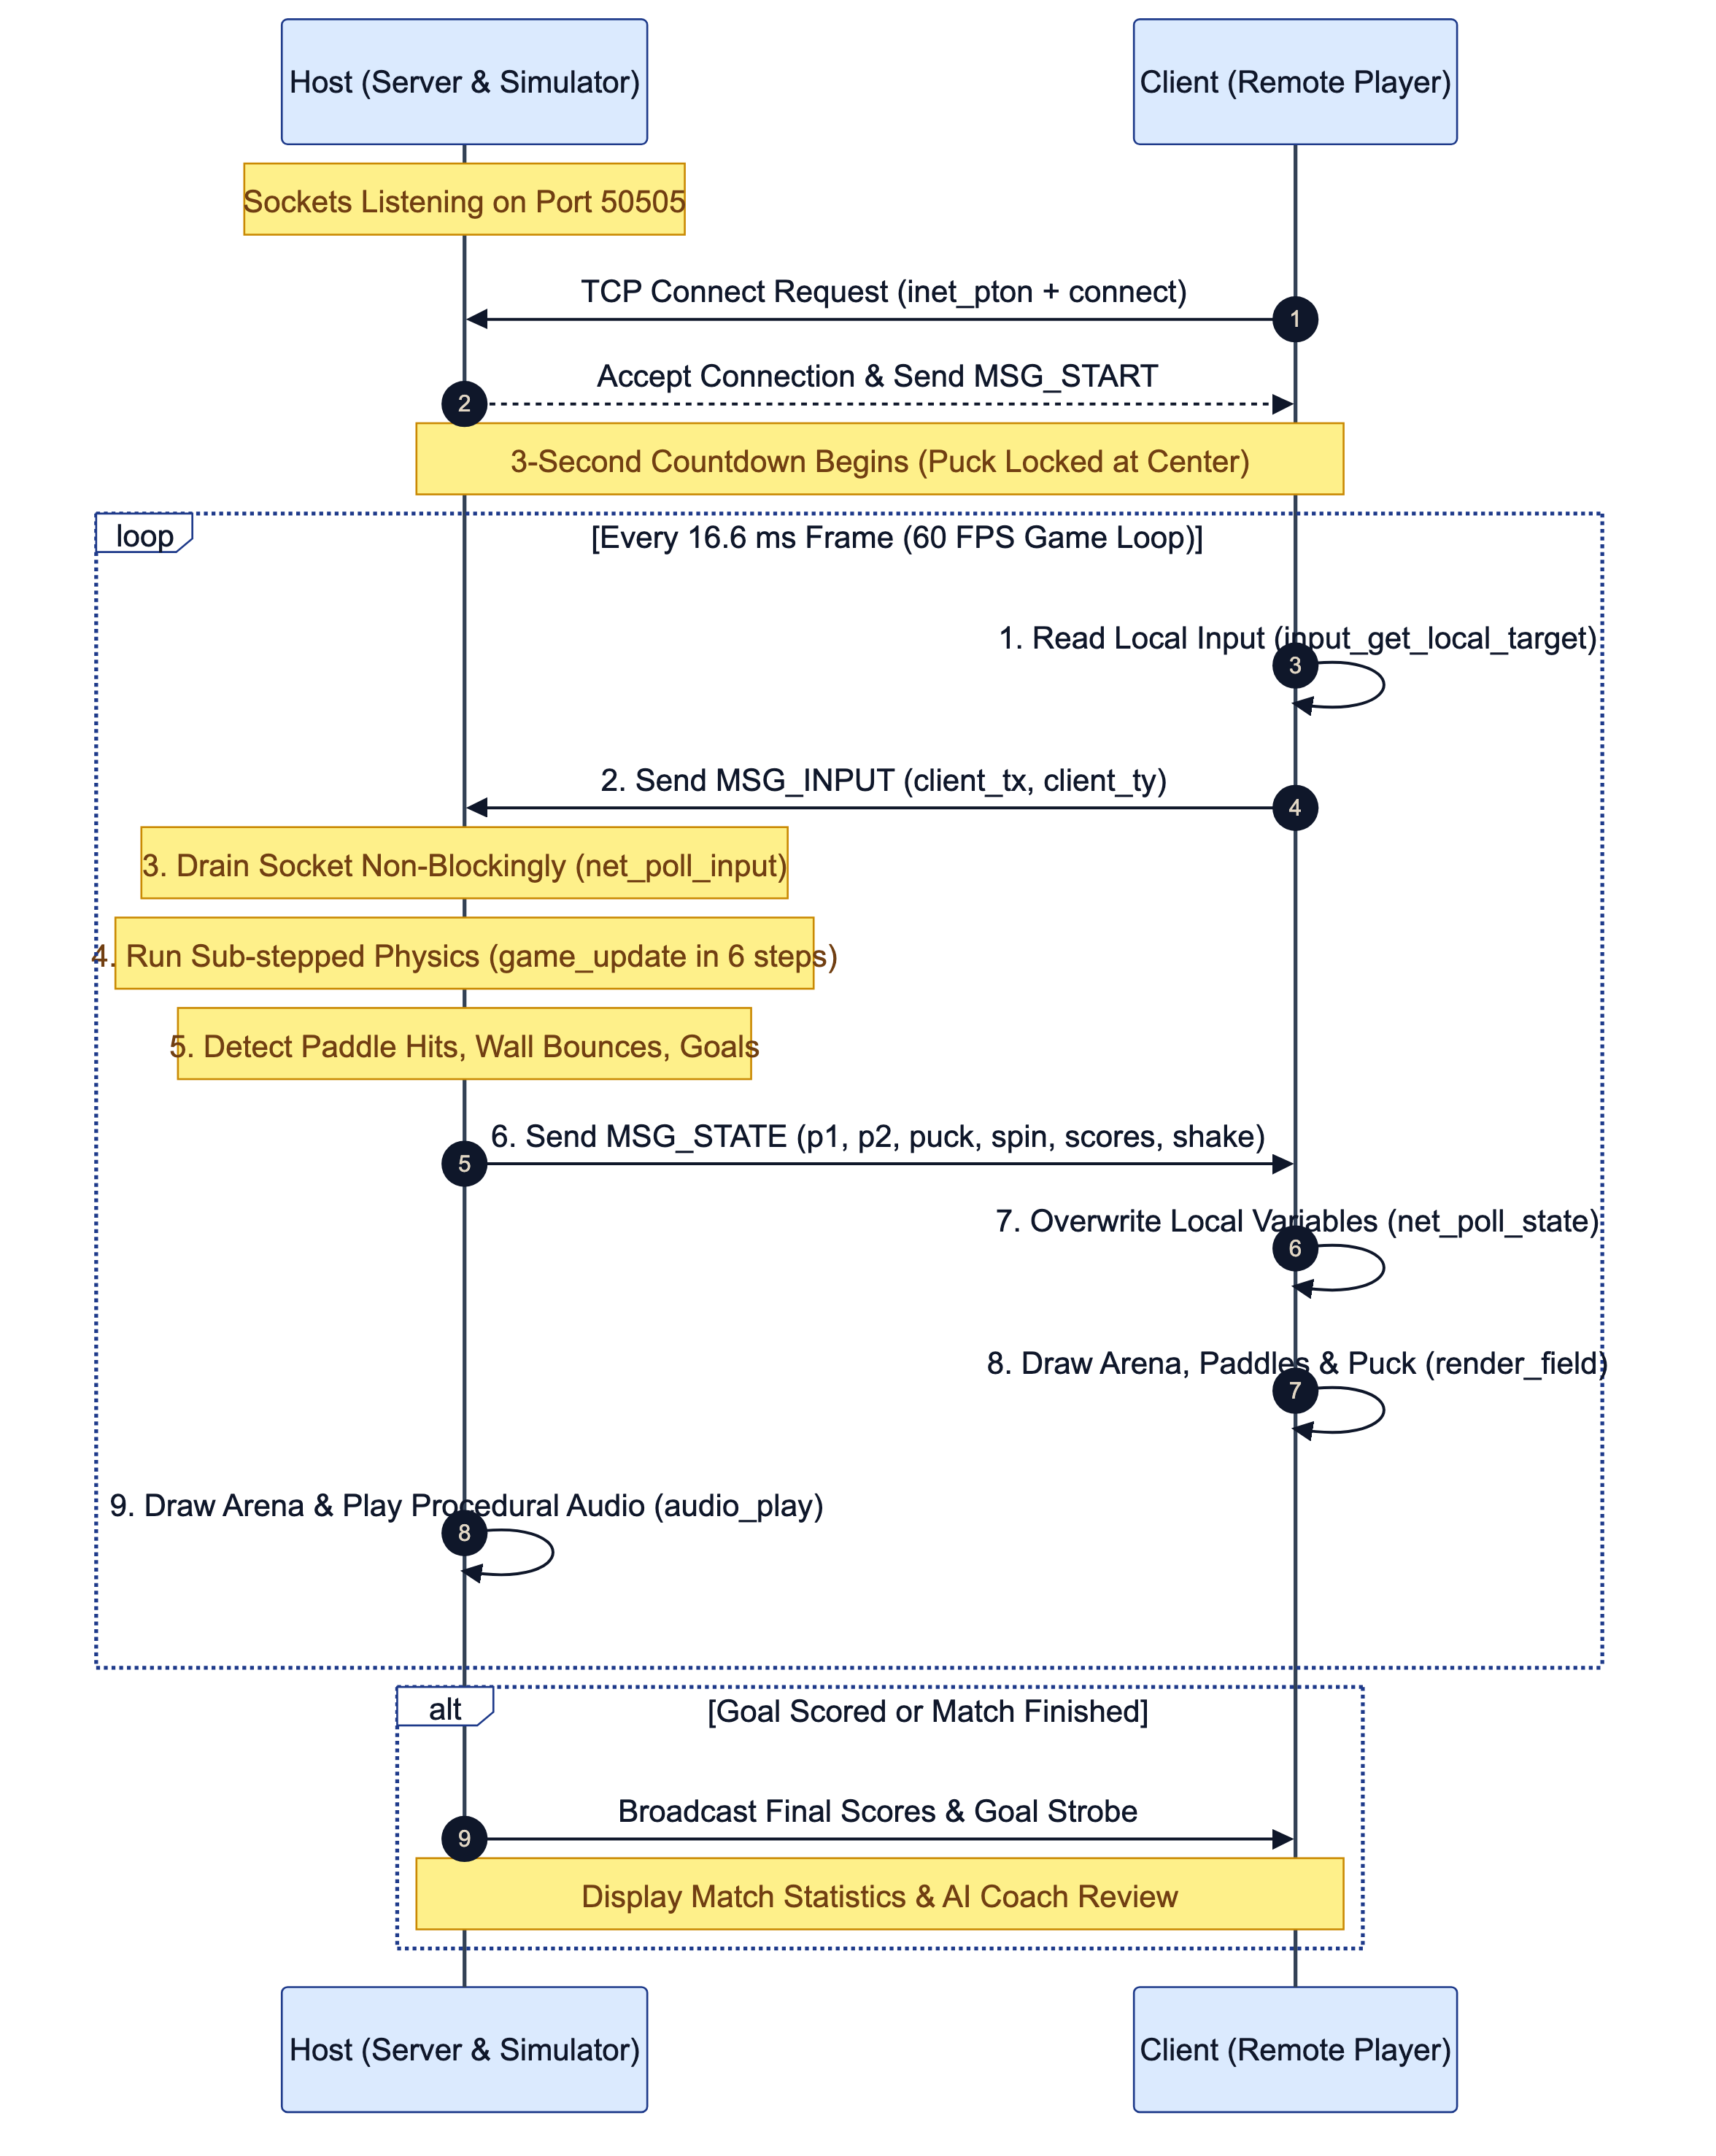 Host (Server & Simulator)
Client (Remote Player)
Sockets Listening on Port 50505
TCP Connect Request (inet_pton + connect)
1
Accept Connection & Send MSG_START
2
3-Second Countdown Begins (Puck Locked at Center)
loop
[Every 16.6 ms Frame (60 FPS Game Loop)]
1. Read Local Input (input_get_local_target)
3
2. Send MSG_INPUT (client_tx, client_ty)
4
3. Drain Socket Non-Blockingly (net_poll_input)
4. Run Sub-stepped Physics (game_update in 6 steps)
5. Detect Paddle Hits, Wall Bounces, Goals
6. Send MSG_STATE (p1, p2, puck, spin, scores, shake)
5
7. Overwrite Local Variables (net_poll_state)
6
8. Draw Arena, Paddles & Puck (render_field)
7
9. Draw Arena & Play Procedural Audio (audio_play)
8
alt
[Goal Scored or Match Finished]
Broadcast Final Scores & Goal Strobe
9
Display Match Statistics & AI Coach Review
Host (Server & Simulator)
Client (Remote Player)